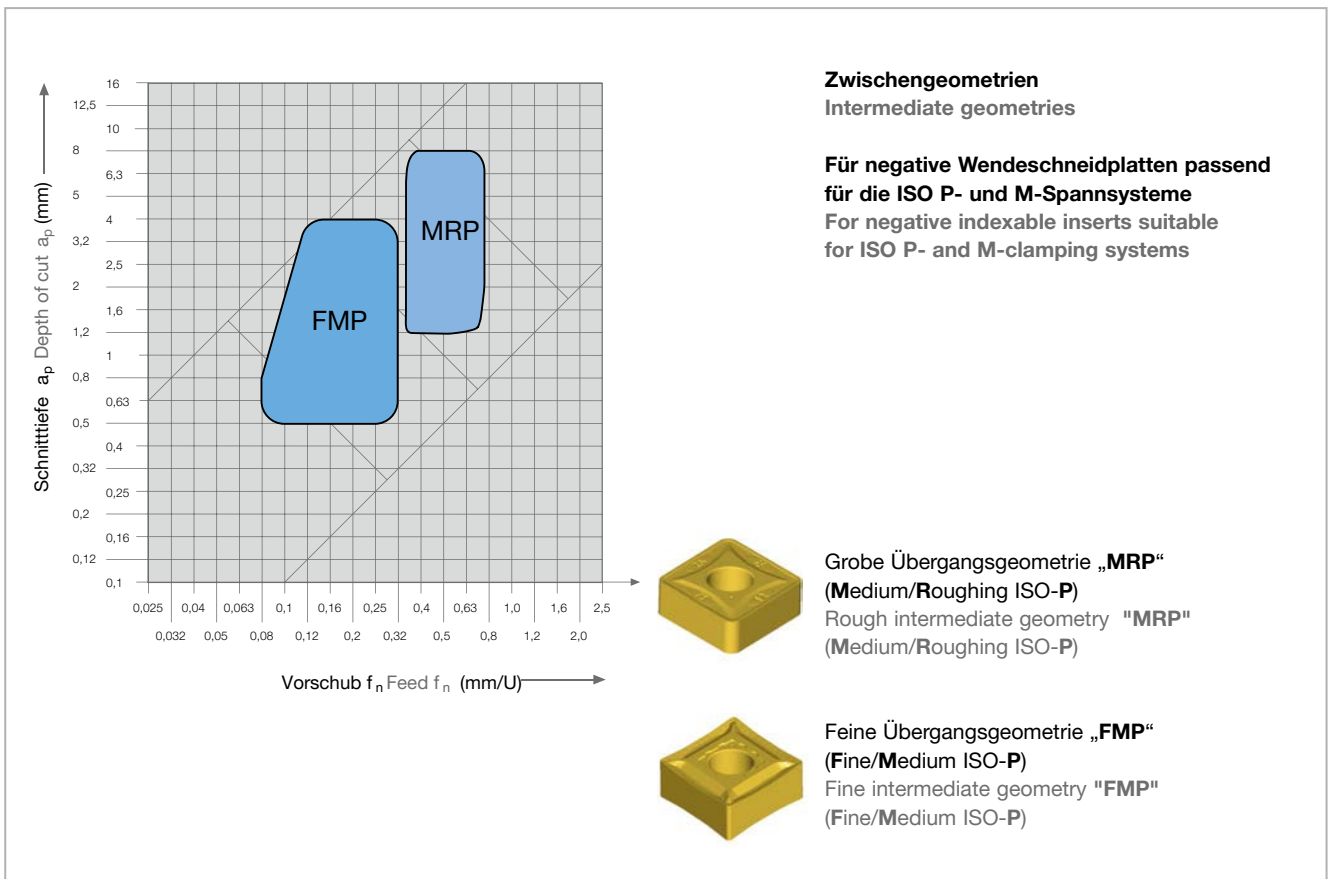 Schnitttiefe ap Depth of cut ap (mm)
16
12,5
10
8
6,3
5
4
3,2
2,5
2
1,6
1,2
1
0,8
0,63
0,5
0,4
0,32
0,25
0,2
0,16
0,12
0,1
MRP
FMP
0,025 0,04 0,063 0,1 0,16 0,25 0,4 0,63 1,0 1,6 2,5
0,032 0,05 0,08 0,12 0,2 0,32 0,5 0,8 1,2 2,0
Vorschub fn Feed fn (mm/U)
Zwischengeometrien
Intermediate geometries
Für negative Wendeschneidplatten passend
für die ISO P- und M-Spannsysteme
For negative indexable inserts suitable
for ISO P- and M-clamping systems
Grobe Übergangsgeometrie „MRP“
(Medium/Roughing ISO-P)
Rough intermediate geometry "MRP"
(Medium/Roughing ISO-P)
Feine Übergangsgeometrie „FMP“
(Fine/Medium ISO-P)
Fine intermediate geometry "FMP"
(Fine/Medium ISO-P)